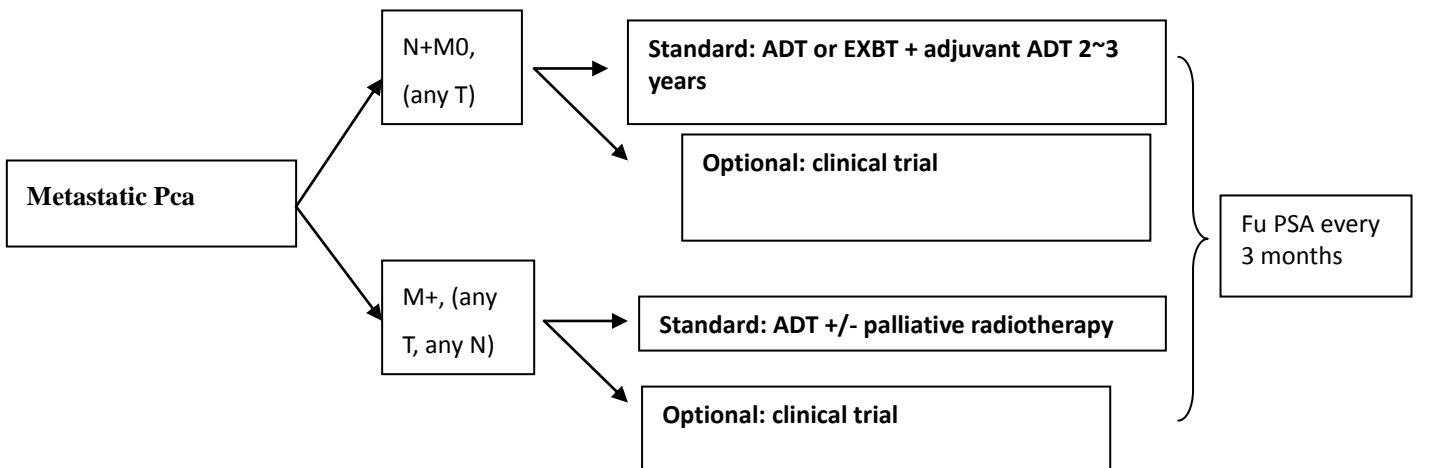 Metastatic Pca
N+M0,
(any T)
Standard: ADT or EXBT + adjuvant ADT 2~3
years
Optional: clinical trial
M+, (any
T, any N)
Standard: ADT +/- palliative radiotherapy
Optional: clinical trial
Fu PSA every
3 months